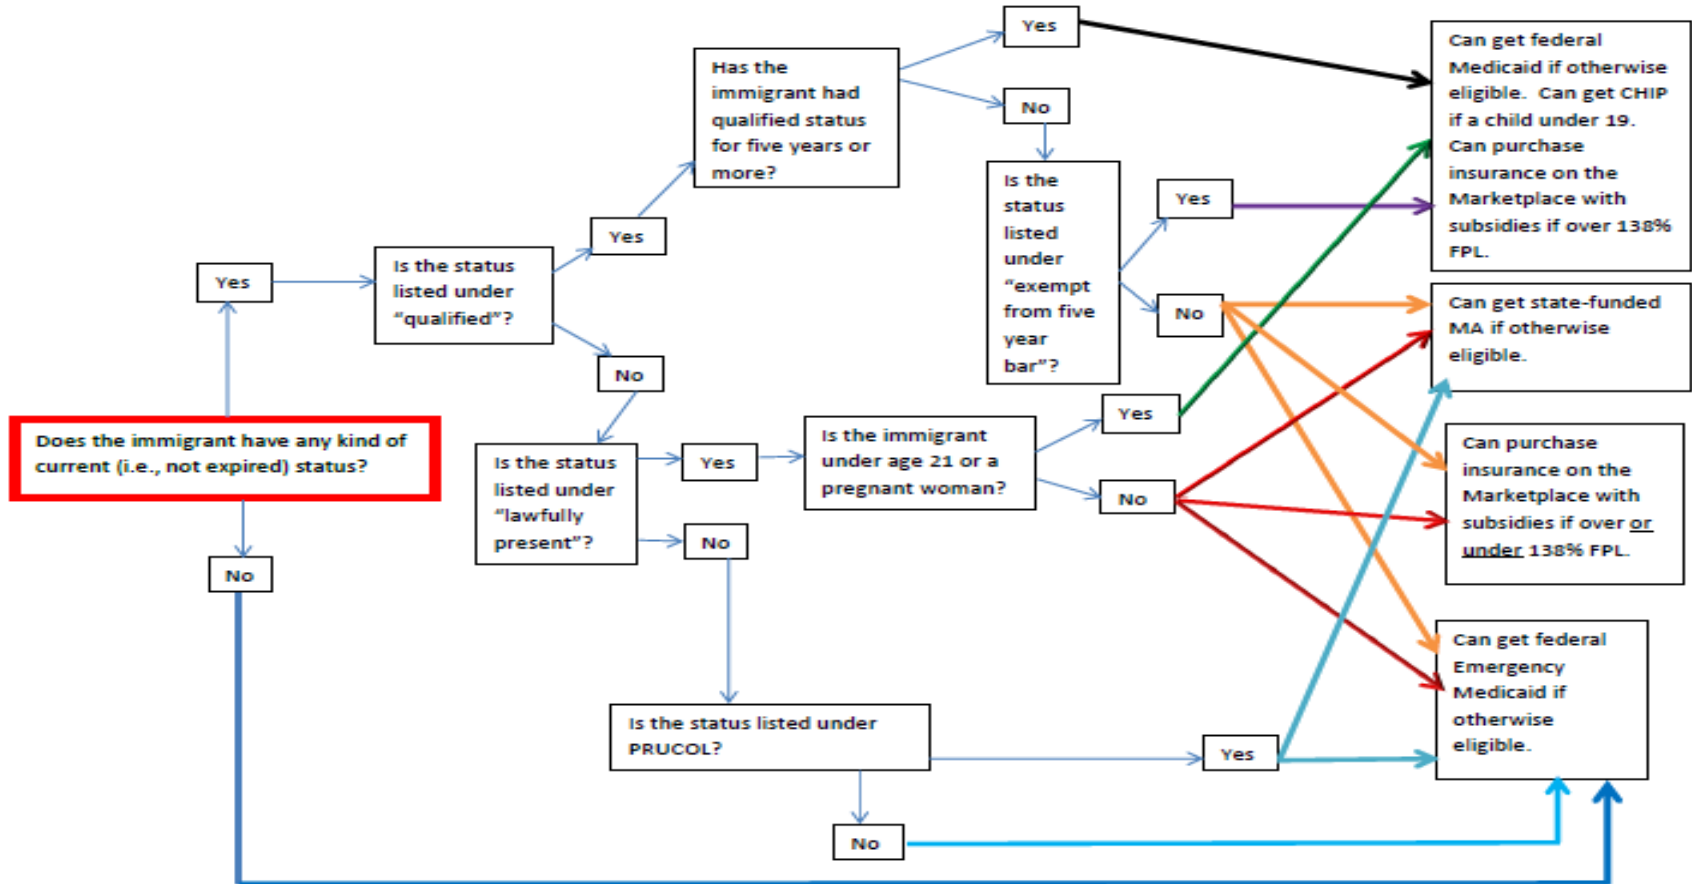 Does the immigrant have any kind of
current (i.e., not expired) status?
Yes
No
Is the status
listed under
“qualified”?
Yes
No
Has the
immigrant had
qualified status
for five years or
more?
Yes
No
Is the
status
listed
under
“exempt
from five
year
bar”?
Yes
No
Is the status
listed under
“lawfully
present”?
Yes
No
Is the immigrant
under age 21 or a
pregnant woman?
Yes
No
Is the status listed under
PRUCOL?
Yes
No
Can get federal
Medicaid if otherwise
eligible.  Can get CHIP
if a child under 19.
Can purchase
insurance on the
Marketplace with
subsidies if over 138%
FPL.
Can get state-funded
MA if otherwise
eligible.
Can purchase
insurance on the
Marketplace with
subsidies if over or
under 138% FPL.
Can get federal
Emergency
Medicaid if
otherwise
eligible.